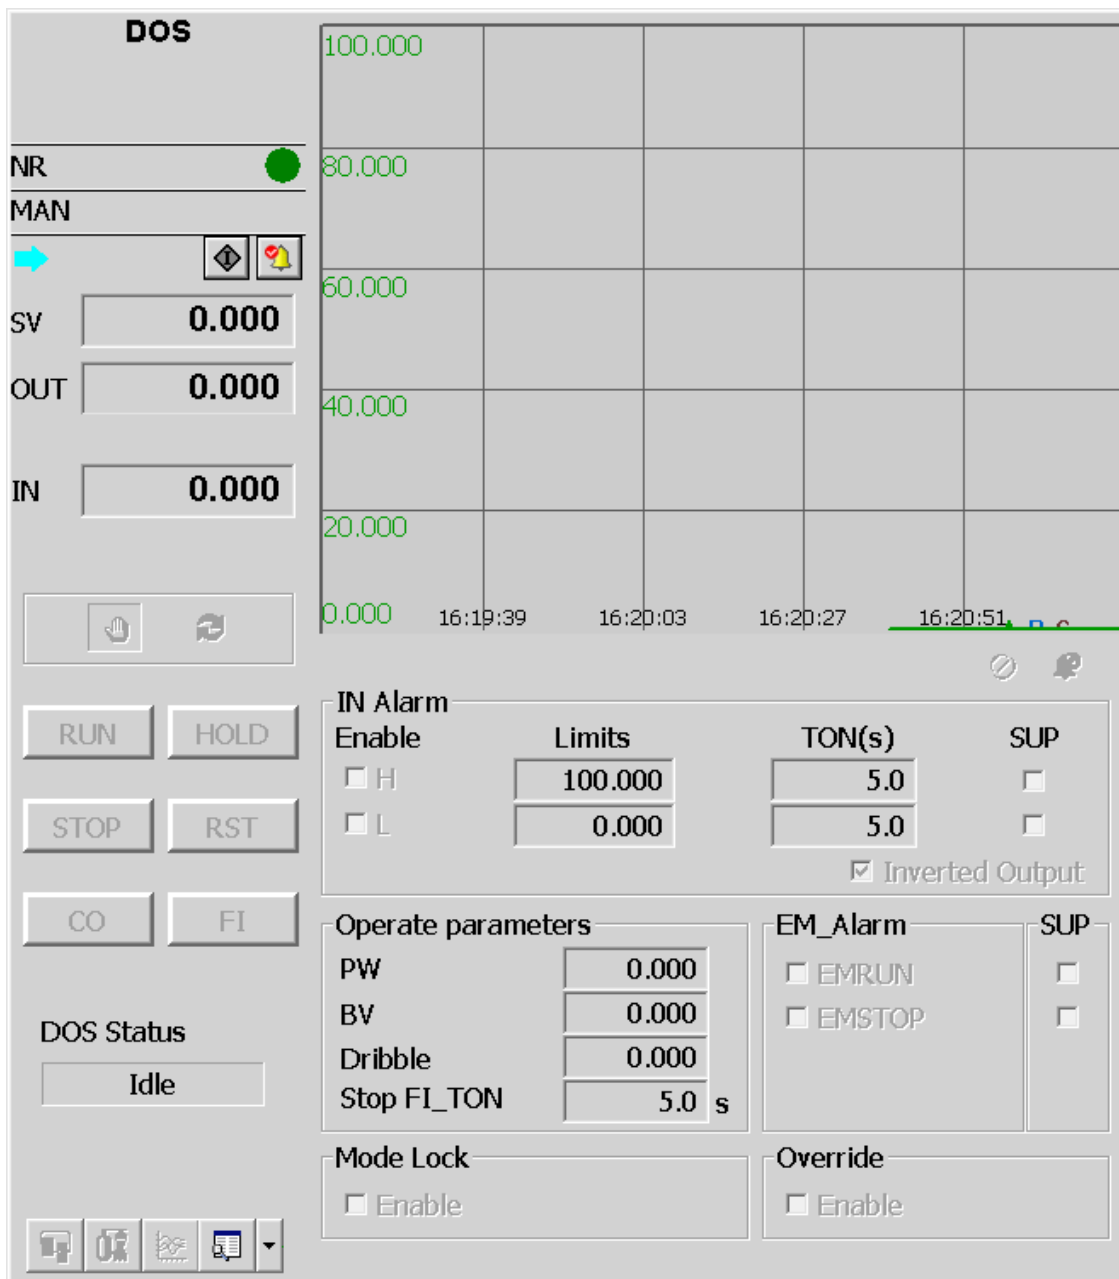 DOS
NR
MAN
SV 0.000
OUT 0.000
IN 0.000
RUN HOLD
STOP RST
CO FI
DOS Status
Idle
100.000
80.000
60.000
40.000
20.000
0.000
16:19:39 16:20:03 16:20:27 16:20:51
IN Alarm
Enable Limits TON(s) SUP
H 100.000 5.0
L 0.000 5.0
Inverted Output
Operate parameters
PW 0.000
BV 0.000
Dribble 0.000
Stop FI_TON 5.0 s
EM_Alarm SUP
EMRUN
EMSTOP
Mode Lock
Enable
Override
Enable